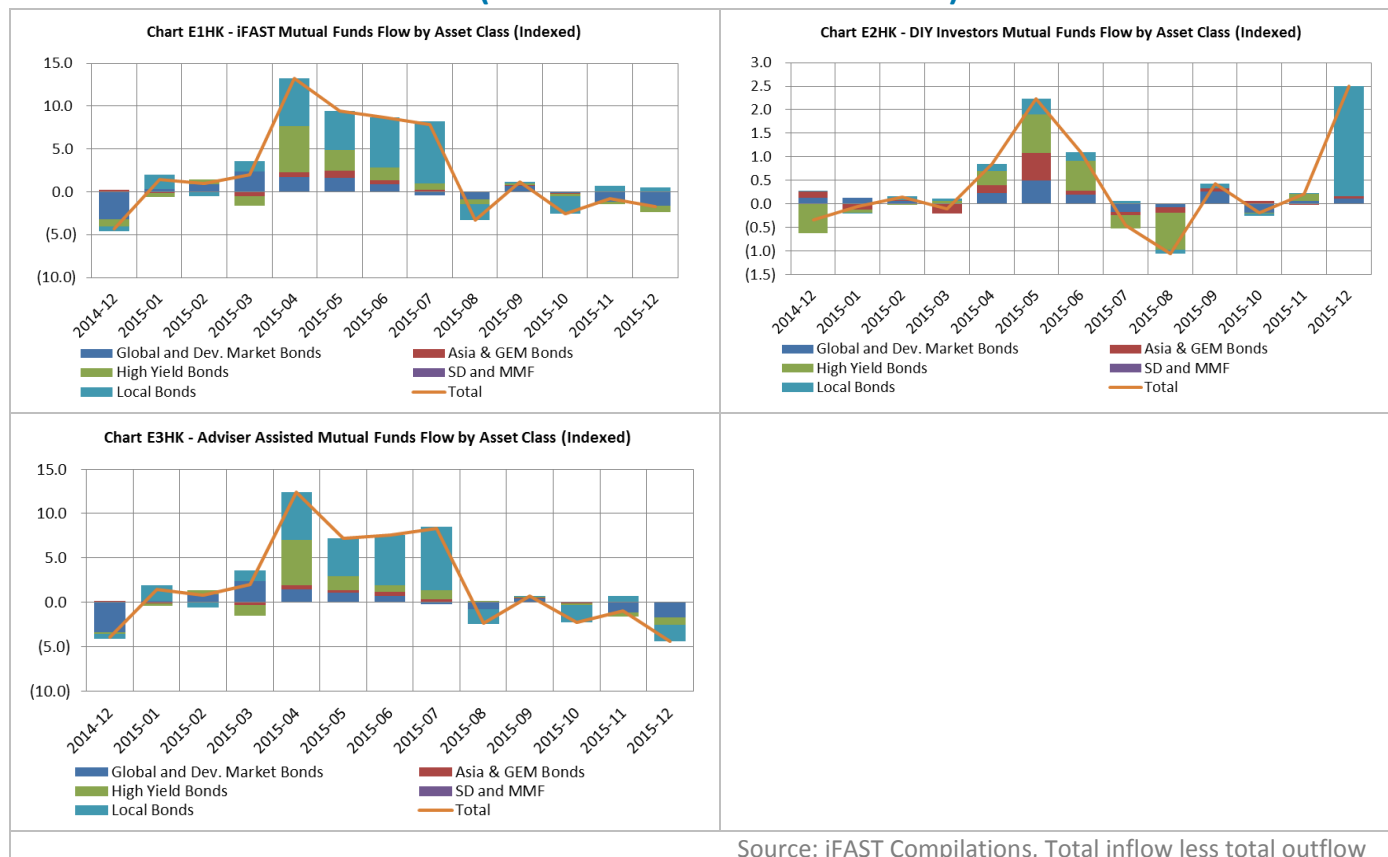 Chart E1HK - iFAST Mutual Funds Flow by Asset Class (Indexed)
15.0
10.0
5.0
0.0
(5.0)
(10.0)
2014-12
2015-01
2015-02
2015-03
2015-04
2015-05
2015-06
2015-07
2015-08
2015-09
2015-10
2015-11
2015-12
Global and Dev. Market Bonds
Asia & GEM Bonds
High Yield Bonds
SD and MMF
Local Bonds
Total
Chart E2HK - DIY Investors Mutual Funds Flow by Asset Class (Indexed)
3.0
2.5
2.0
1.5
1.0
0.5
0.0
(0.5)
(1.0)
(1.5)
2014-12
2015-01
2015-02
2015-03
2015-04
2015-05
2015-06
2015-07
2015-08
2015-09
2015-10
2015-11
2015-12
Global and Dev. Market Bonds
Asia & GEM Bonds
High Yield Bonds
SD and MMF
Local Bonds
Total
Chart E3HK - Adviser Assisted Mutual Funds Flow by Asset Class (Indexed)
15.0
10.0
5.0
0.0
(5.0)
(10.0)
2014-12
2015-01
2015-02
2015-03
2015-04
2015-05
2015-06
2015-07
2015-08
2015-09
2015-10
2015-11
2015-12
Global and Dev. Market Bonds
Asia & GEM Bonds
High Yield Bonds
SD and MMF
Local Bonds
Total
Source: iFAST Compilations. Total inflow less total outflow